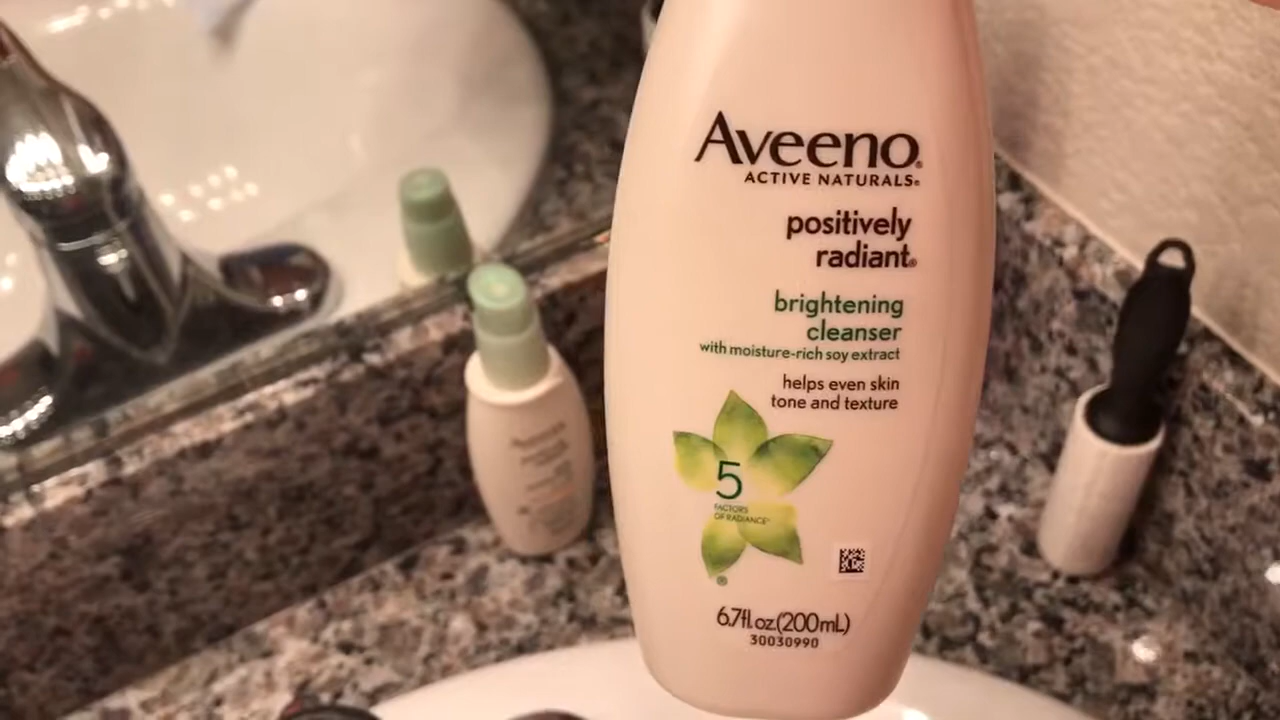 Aveeno®
ACTIVE NATURALS®
positively
radiant®
brightening
cleanser
with moisture-rich soy extract
helps even skin
tone and texture
5
FACTORS
OF RADIANCE
®
6.7fl.oz.(200mL)
30030990